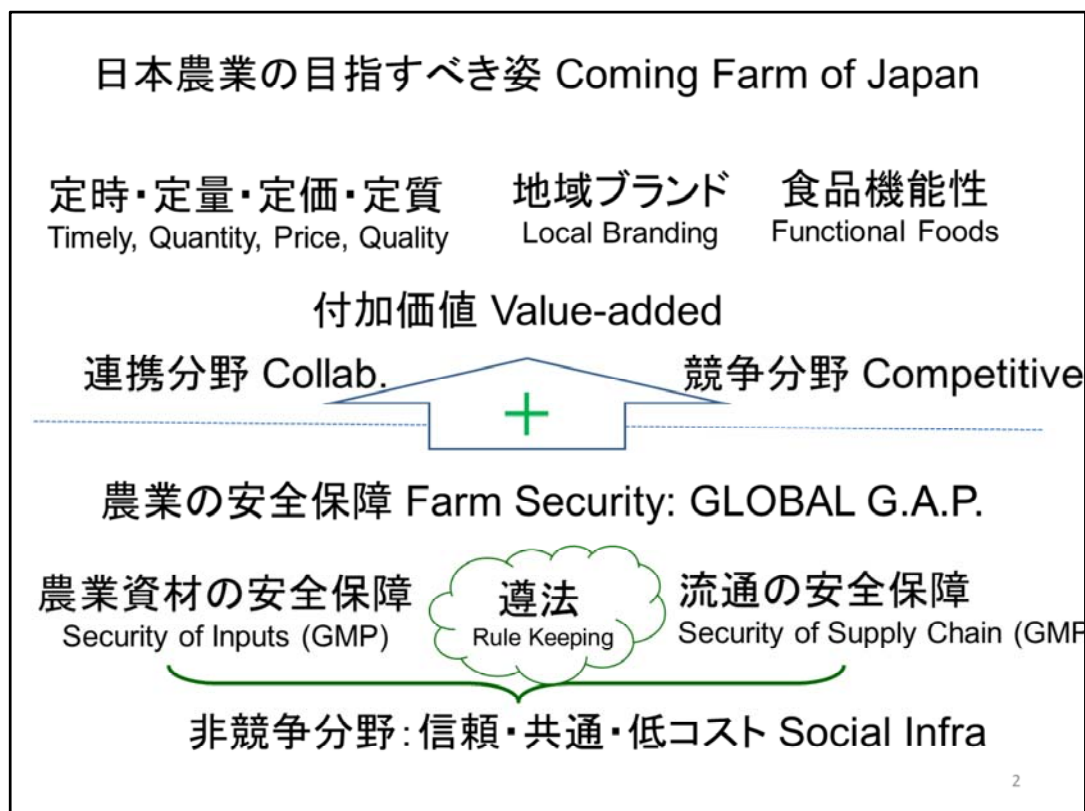 日本農業の目指すべき姿 Coming Farm of Japan
定時・定量・定価・定質
Timely, Quantity, Price, Quality
地域ブランド
Local Branding
食品機能性
Functional Foods
付加価値 Value-added
連携分野 Collab.
競争分野 Competitive
＋
農業の安全保障 Farm Security: GLOBAL G.A.P.
農業資材の安全保障
Security of Inputs (GMP)
遵法
Rule Keeping
流通の安全保障
Security of Supply Chain (GMP
非競争分野：信頼・共通・低コスト Social Infra
2